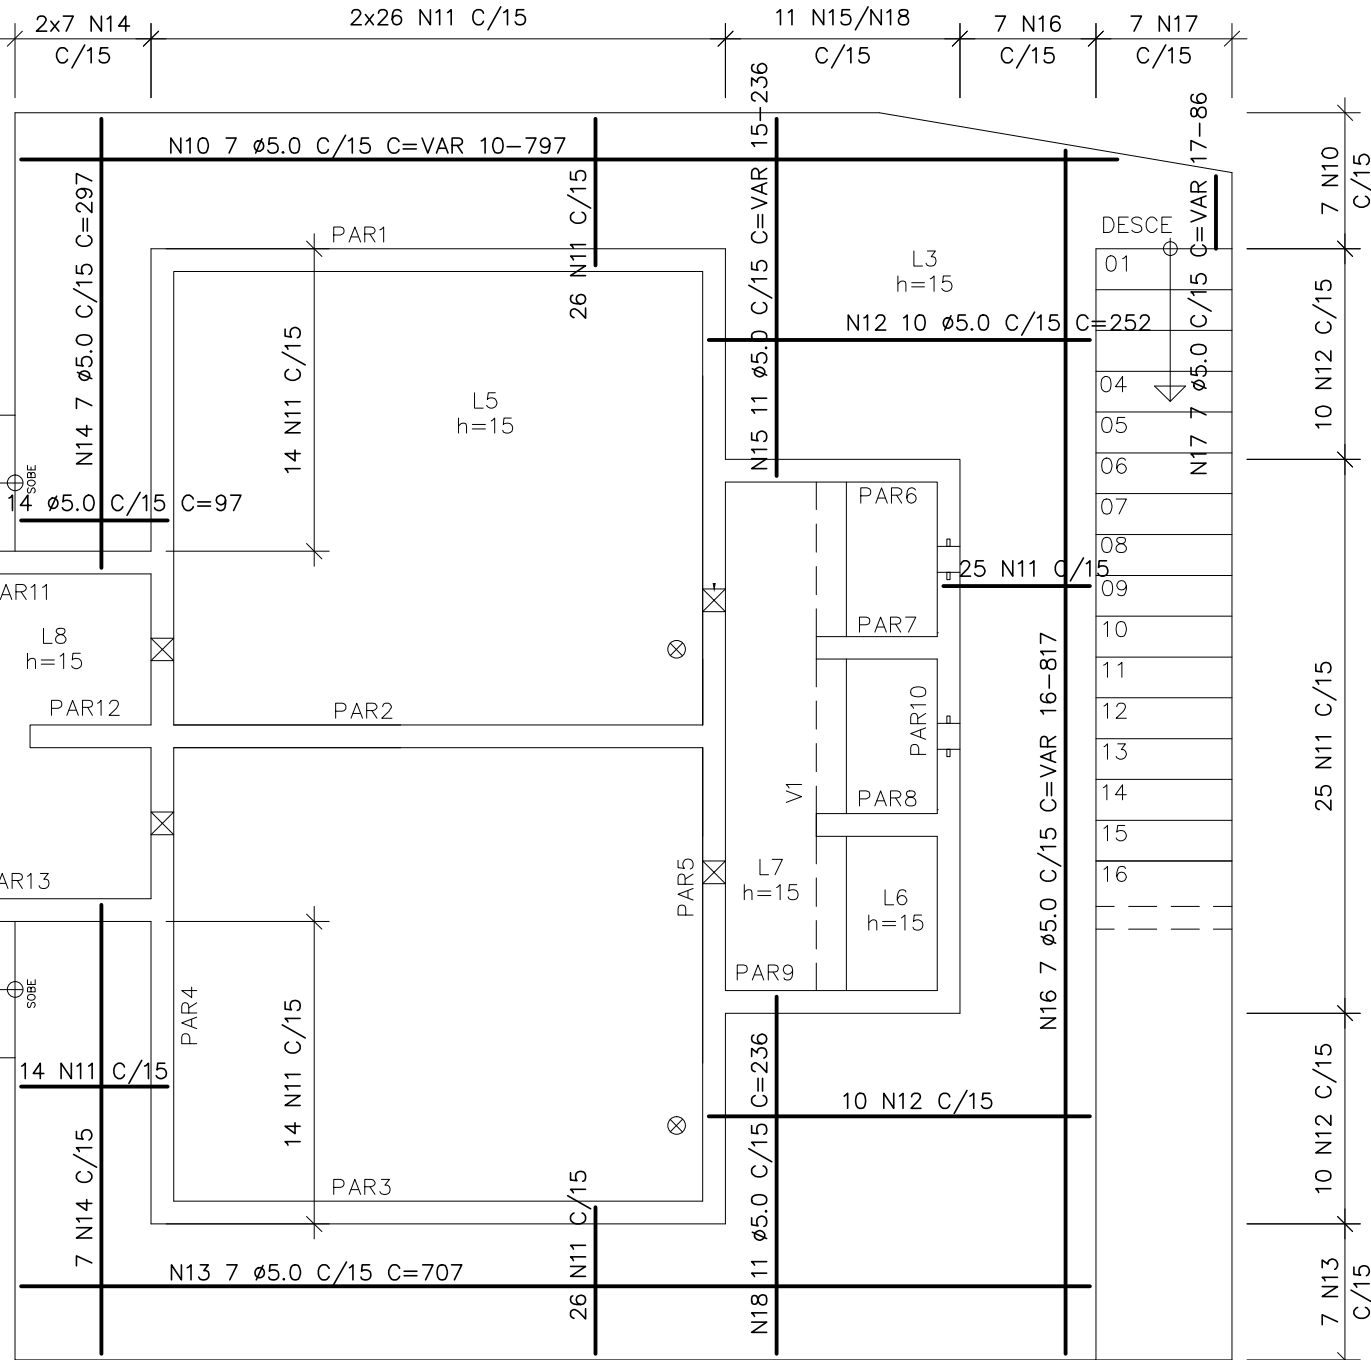 2x7 N14
C/15
2x26 N11 C/15
11 N15/N18
C/15
7 N16
C/15
7 N17
C/15
N10 7 ø5.0 C/15 C=VAR 10-797
N14 7 ø5.0 C/15 C=297
26 N11 C/15
N15 11 ø5.0 C/15 C=VAR 15-236
N17 7 ø5.0 C/15 C=VAR 17-86
7 N10
C/15
PAR1
DESCE
L3
h=15
01
N12 10 ø5.0 C/15 C=252
10 N12 C/15
14 N11 C/15
L5
h=15
04
05
06
07
08
09
10
11
12
13
14
15
16
SOBE
14 ø5.0 C/15 C=97
PAR6
25 N11 C/15
AR11
L8
h=15
PAR7
PAR12
PAR2
PAR10
N16 7 ø5.0 C/15 C=VAR 16-817
25 N11 C/15
V1
PAR8
AR13
PAR5
L7
h=15
L6
h=15
PAR9
SOBE
PAR4
14 N11 C/15
14 N11 C/15
N18 11 ø5.0 C/15 C=236
10 N12 C/15
10 N12 C/15
7 N14 C/15
PAR3
26 N11 C/15
N13 7 ø5.0 C/15 C=707
7 N13
C/15